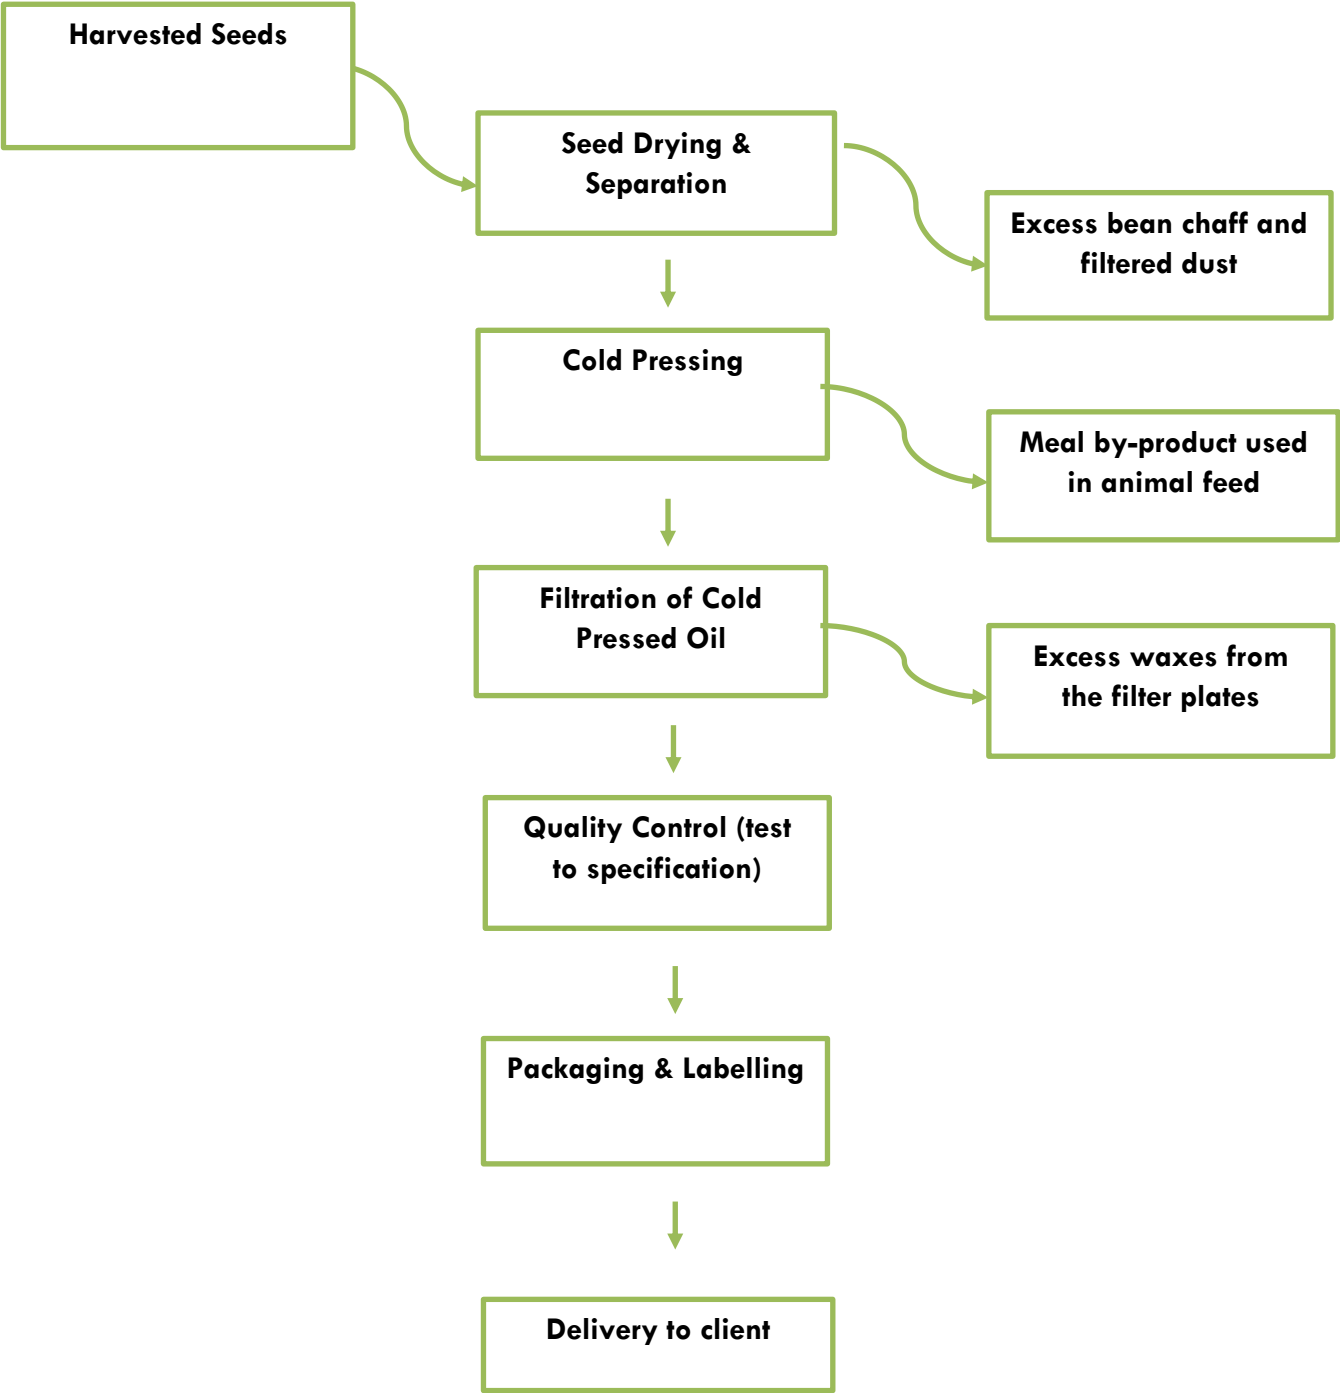 Harvested Seeds
Seed Drying &
Separation
Excess bean chaff and
filtered dust
Cold Pressing
Meal by-product used
in animal feed
Filtration of Cold
Pressed Oil
Excess waxes from
the filter plates
Quality Control (test
to specification)
Packaging & Labelling
Delivery to client